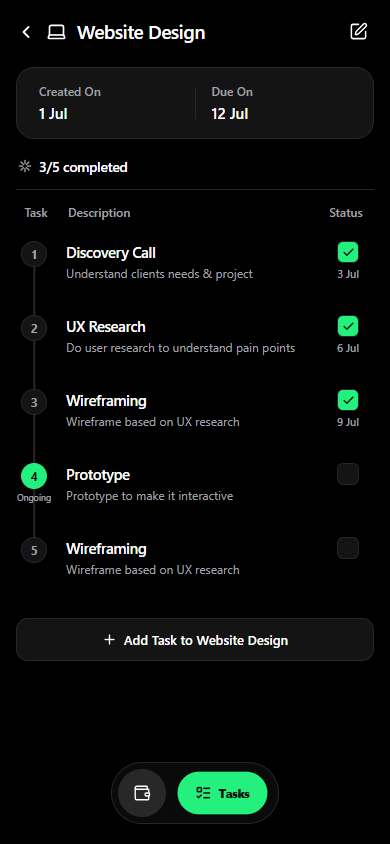 Website Design
Created On
1 Jul
Due On
12 Jul
3/5 completed
Task Description Status
1 Discovery Call
Understand clients needs & project
3 Jul
2 UX Research
Do user research to understand pain points
6 Jul
3 Wireframing
Wireframe based on UX research
9 Jul
4 Prototype
Ongoing
Prototype to make it interactive
5 Wireframing
Wireframe based on UX research
Add Task to Website Design
Tasks